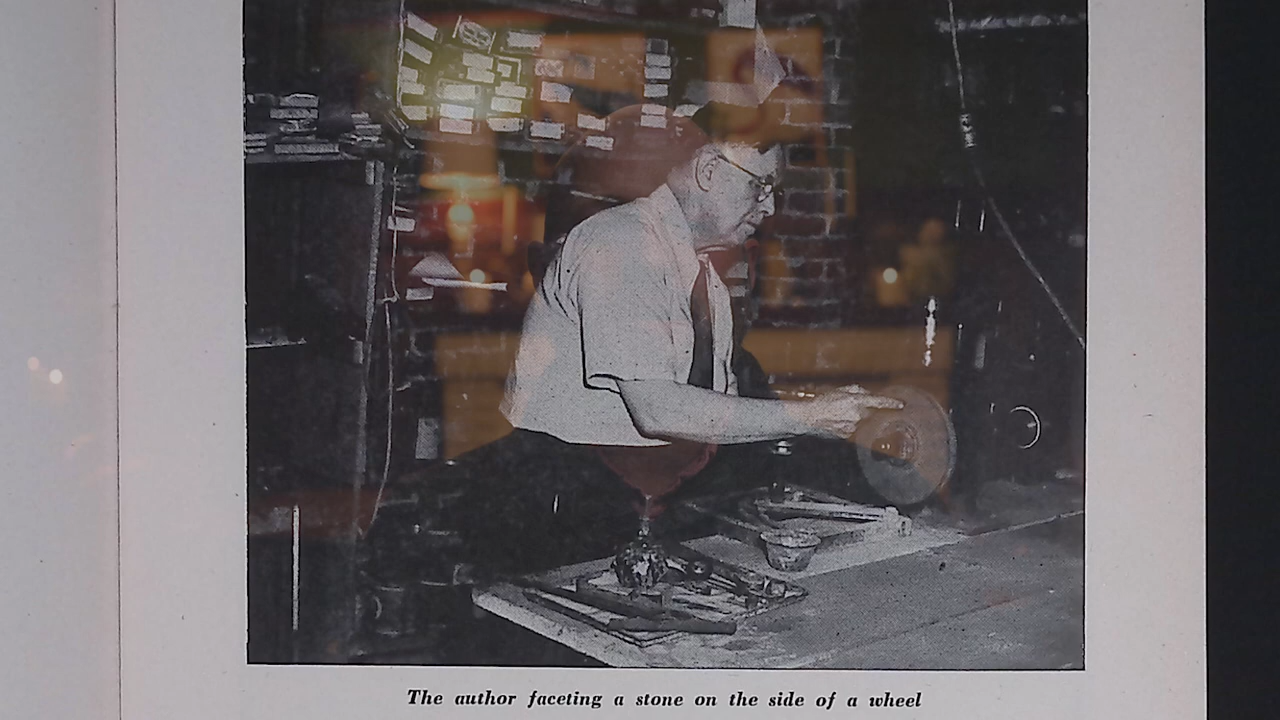 The author faceting a stone on the side of a wheel